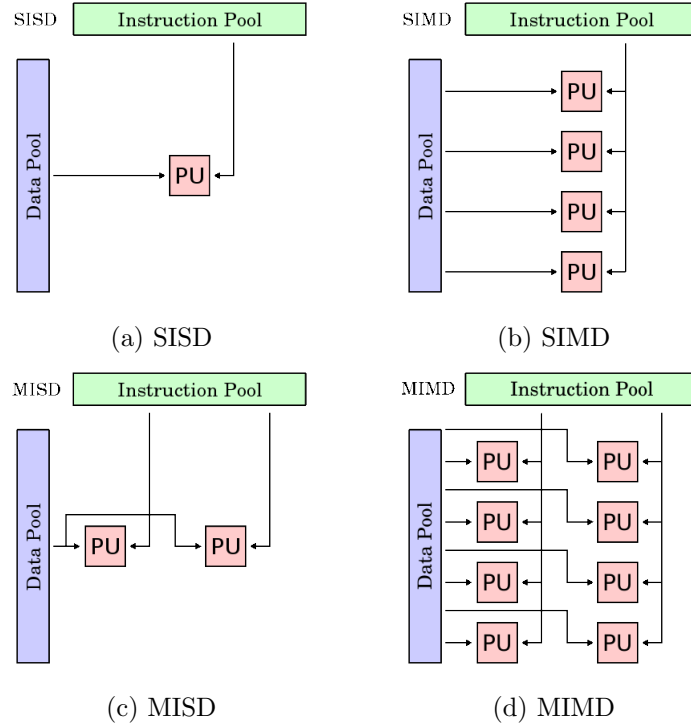 SISD Instruction Pool
Data Pool
PU
(a) SISD
SIMD Instruction Pool
Data Pool
PU
PU
PU
PU
(b) SIMD
MISD Instruction Pool
Data Pool
PU PU
(c) MISD
MIMD Instruction Pool
Data Pool
PU PU
PU PU
PU PU
PU PU
(d) MIMD